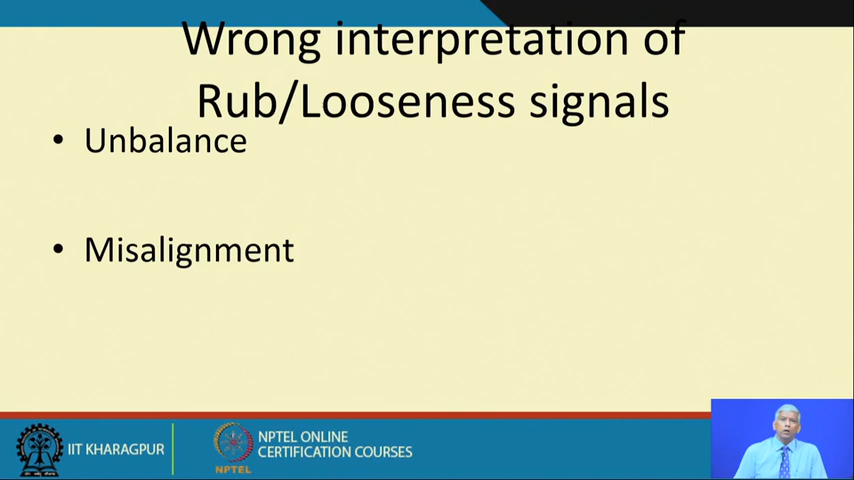 Wrong interpretation of
Rub/Looseness signals
• Unbalance
• Misalignment
IIT KHARAGPUR
NPTEL
NPTEL ONLINE
CERTIFICATION COURSES